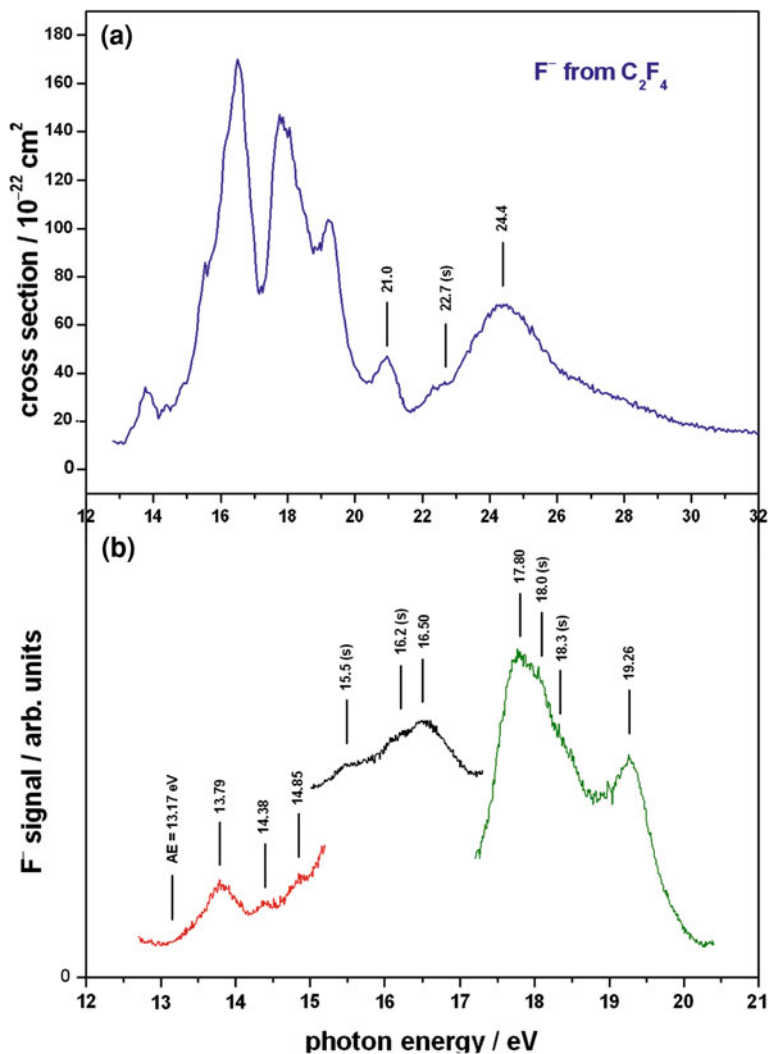 (a)
F⁻ from C₂F₄
cross section / 10⁻²² cm²
180
160
140
120
100
80
60
40
20
0
21.0
22.7 (s)
24.4
12 14 16 18 20 22 24 26 28 30 32
(b)
F⁻ signal / arb. units
0
AE = 13.17 eV
13.79
14.38
14.85
15.5 (s)
16.2 (s)
16.50
17.80
18.0 (s)
18.3 (s)
19.26
12 13 14 15 16 17 18 19 20 21
photon energy / eV